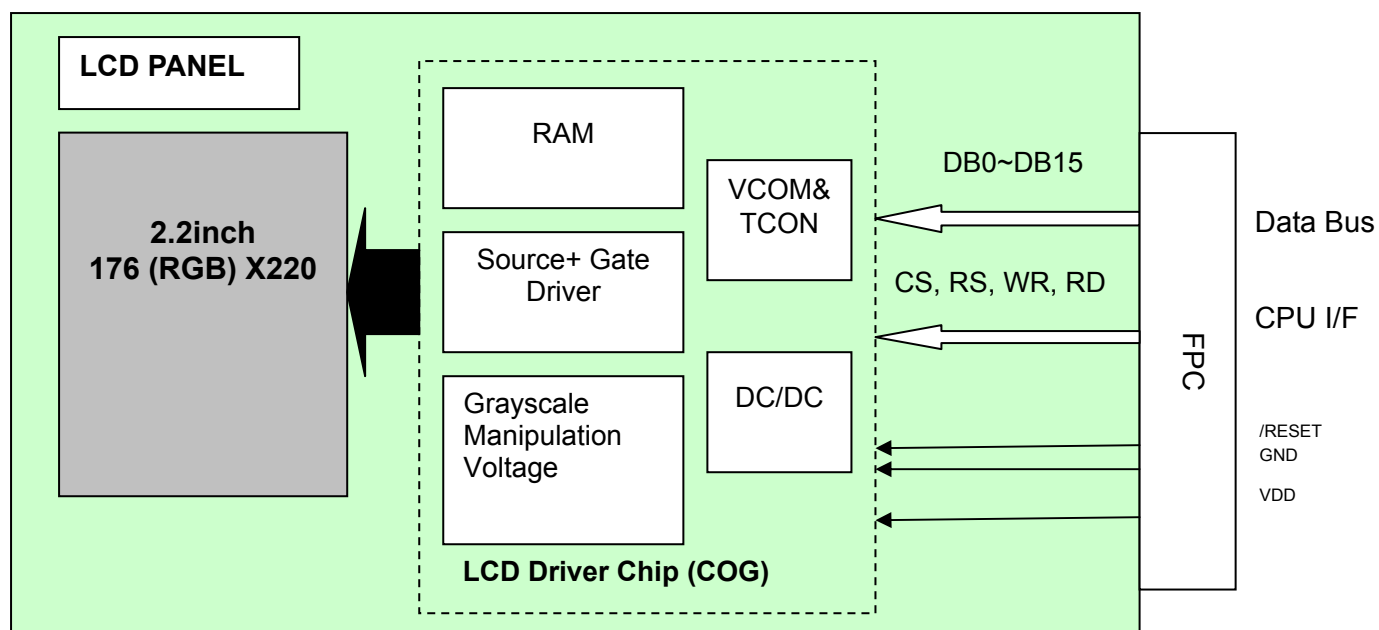 LCD PANEL
2.2inch
176 (RGB) X220
RAM
Source+ Gate
Driver
Grayscale
Manipulation
Voltage
VCOM&
TCON
DC/DC
LCD Driver Chip (COG)
DB0~DB15
CS, RS, WR, RD
FPC
Data Bus
CPU I/F
/RESET
GND
VDD